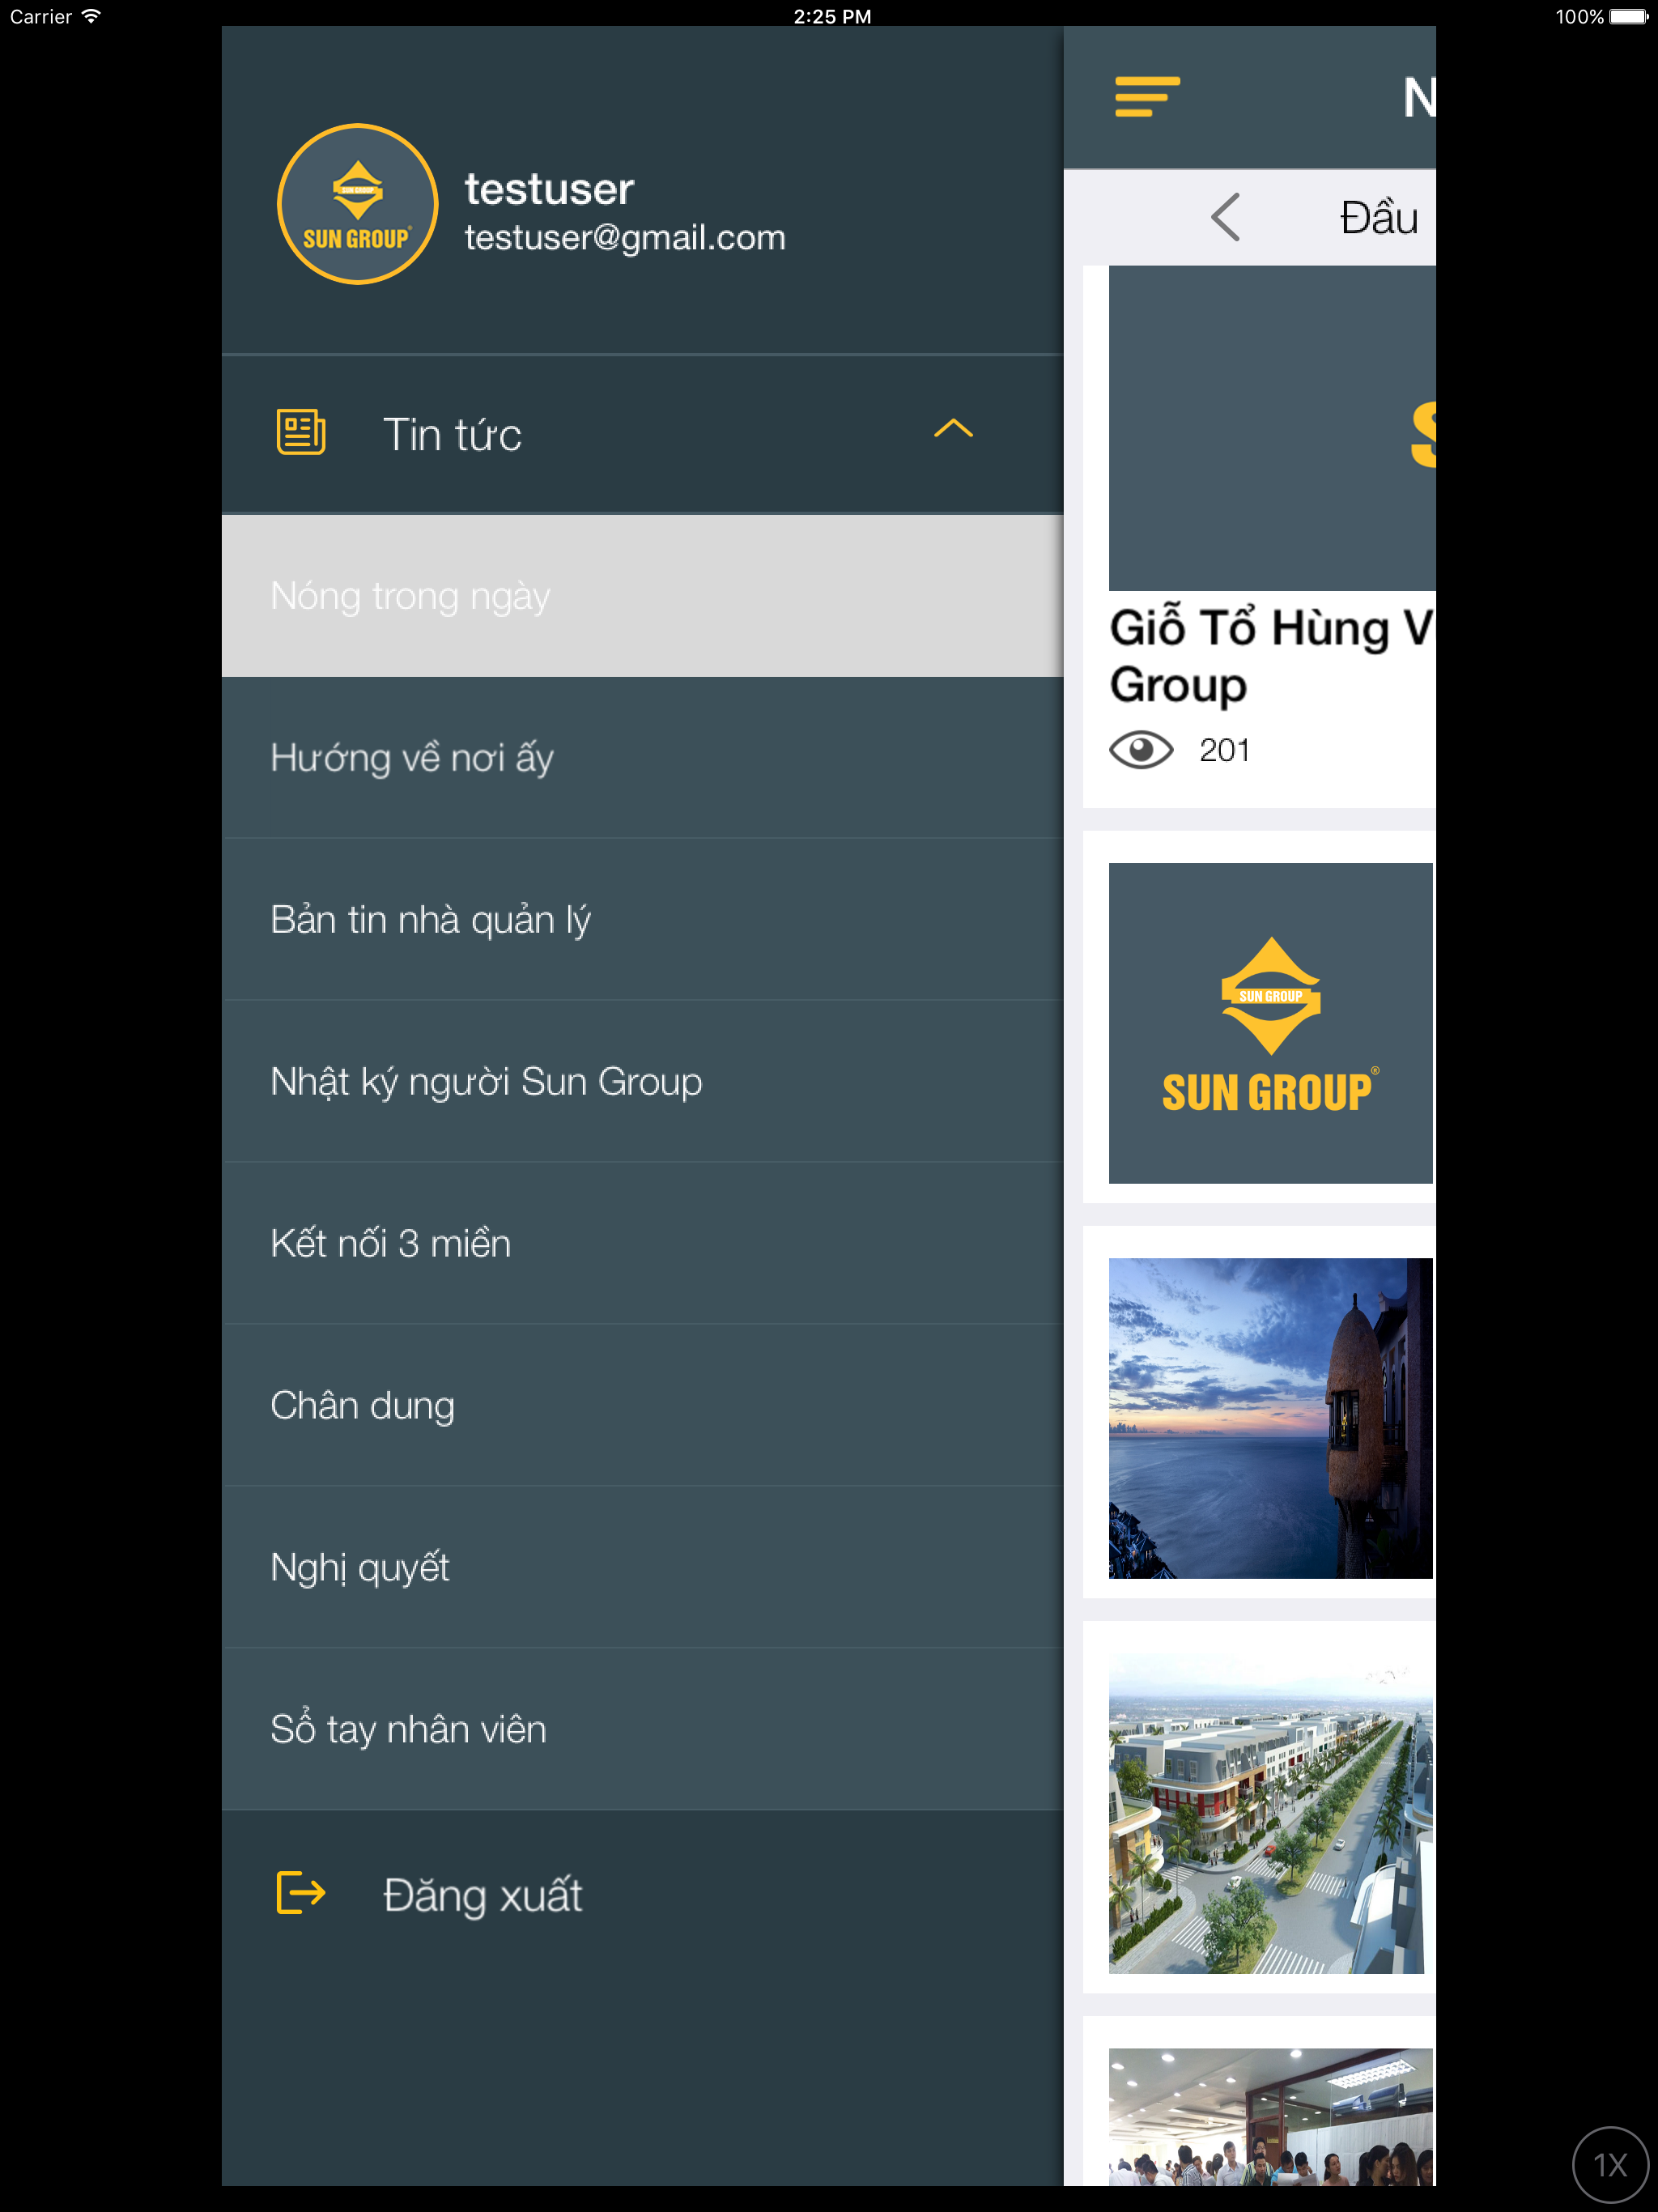 Carrier
2:25 PM
100%
SUN GROUP
SUN GROUP®
testuser
testuser@gmail.com
Tin tức
Nóng trong ngày
Hướng về nơi ấy
Bản tin nhà quản lý
Nhật ký người Sun Group
Kết nối 3 miền
Chân dung
Nghị quyết
Sổ tay nhân viên
Đăng xuất
N
Đầu
S
Giỗ Tổ Hùng V
Group
201
SUN GROUP
SUN GROUP®
1X